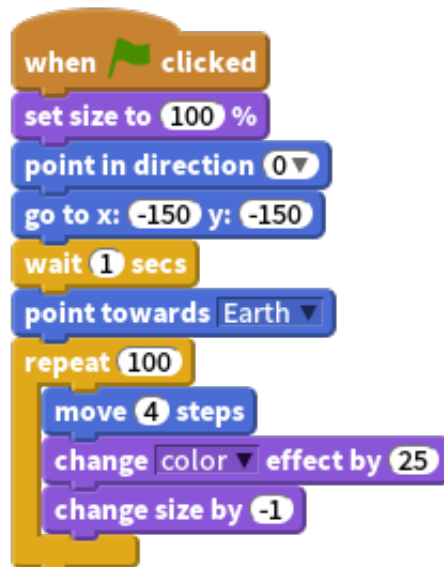 when clicked
set size to 100 %
point in direction 0
go to x: -150 y: -150
wait 1 secs
point towards Earth
repeat 100
move 4 steps
change color effect by 25
change size by -1